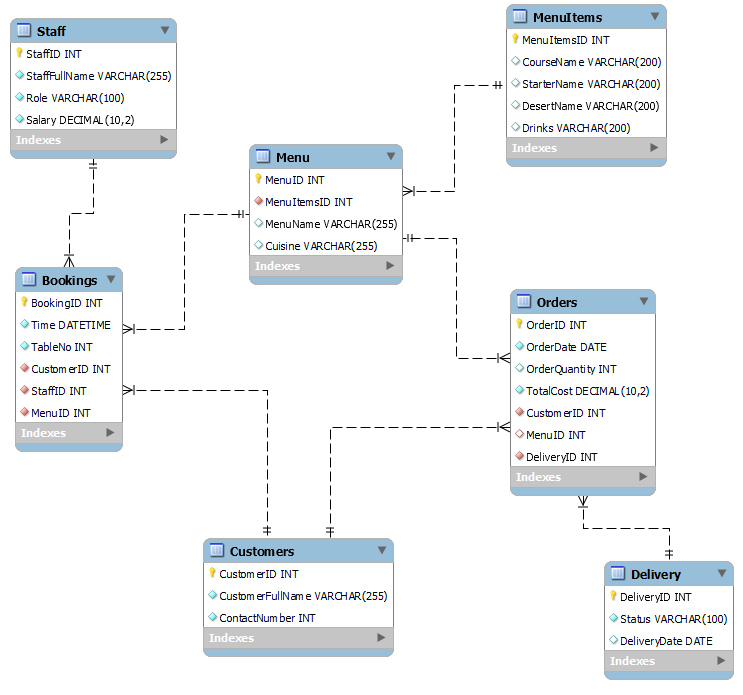 Staff
StaffID INT
StaffFullName VARCHAR(255)
Role VARCHAR(100)
Salary DECIMAL(10,2)
Indexes
MenuItems
MenuItemsID INT
CourseName VARCHAR(200)
StarterName VARCHAR(200)
DesertName VARCHAR(200)
Drinks VARCHAR(200)
Indexes
Menu
MenuID INT
MenuItemsID INT
MenuName VARCHAR(255)
Cuisine VARCHAR(255)
Indexes
Bookings
BookingID INT
Time DATETIME
TableNo INT
CustomerID INT
StaffID INT
MenuID INT
Indexes
Orders
OrderID INT
OrderDate DATE
OrderQuantity INT
TotalCost DECIMAL(10,2)
CustomerID INT
MenuID INT
DeliveryID INT
Indexes
Customers
CustomerID INT
CustomerFullName VARCHAR(255)
ContactNumber INT
Indexes
Delivery
DeliveryID INT
Status VARCHAR(100)
DeliveryDate DATE
Indexes